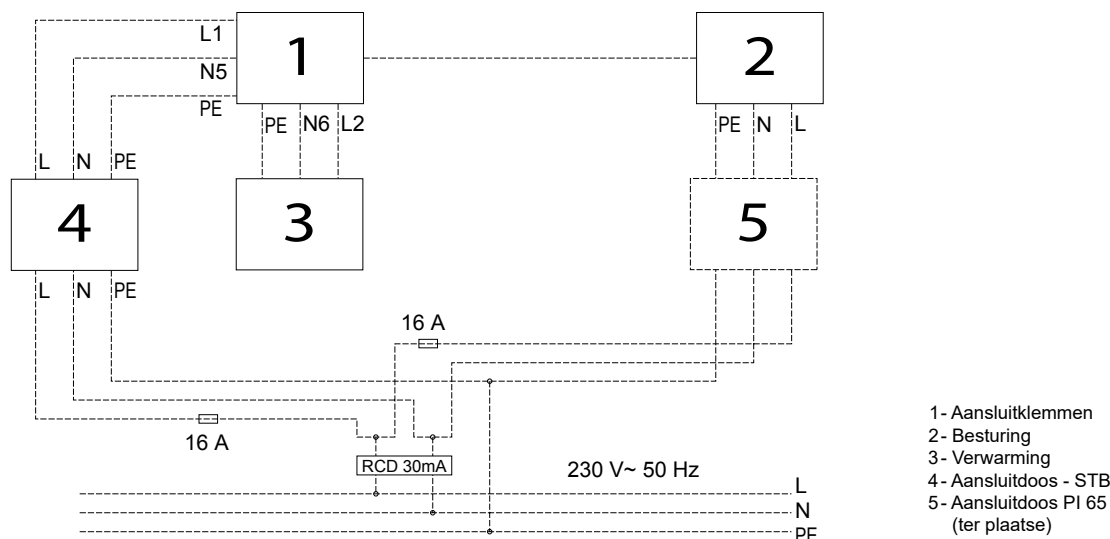 L1
1
2
N5
PE
PE N6 L2
PE N L
L N PE
4
3
5
L N PE
16 A
16 A
RCD 30mA
230 V~ 50 Hz
L
N
PE
1- Aansluitklemmen
2- Besturing
3- Verwarming
4- Aansluitdoos - STB
5- Aansluitdoos PI 65
(ter plaatse)